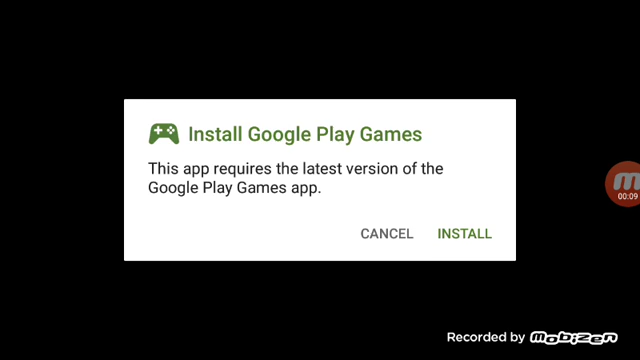 Install Google Play Games
This app requires the latest version of the
Google Play Games app.
CANCEL INSTALL
00:09
Recorded by mobizen